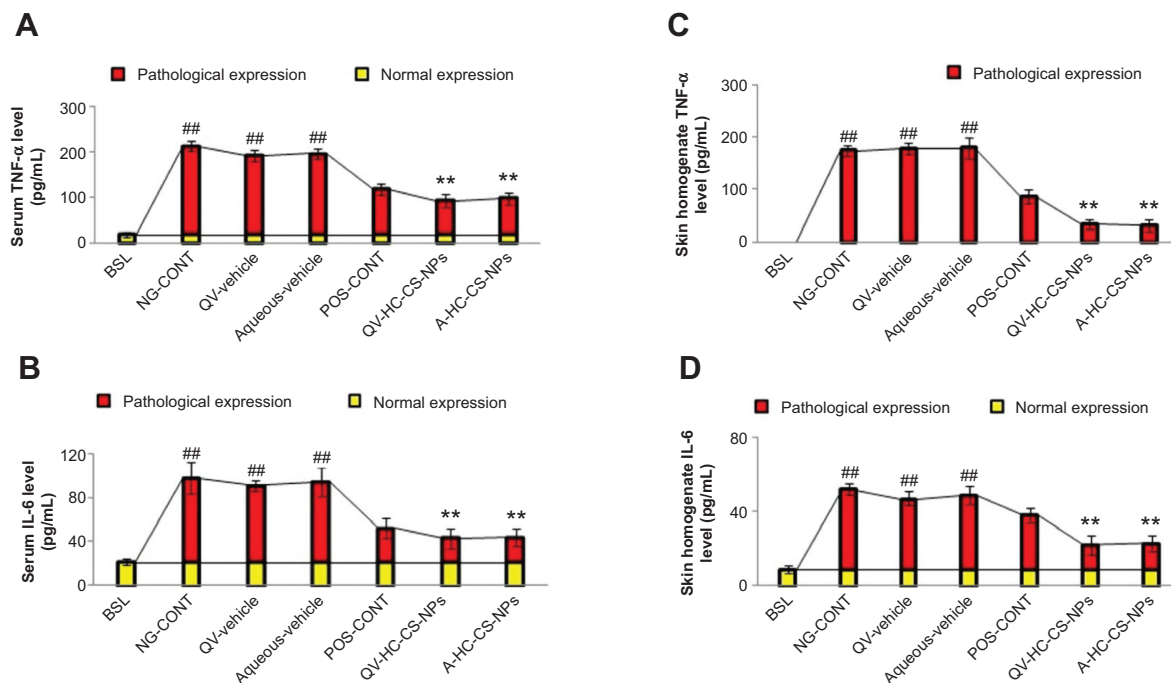 A
Pathological expression
Normal expression
Serum TNF-α level
(pg/mL)
300
200
100
0
##
##
##
**
**
BSL
NG-CONT
QV-vehicle
Aqueous-vehicle
POS-CONT
QV-HC-CS-NPs
A-HC-CS-NPs
B
Pathological expression
Normal expression
Serum IL-6 level
(pg/mL)
120
80
40
0
##
##
##
**
**
BSL
NG-CONT
QV-vehicle
Aqueous-vehicle
POS-CONT
QV-HC-CS-NPs
A-HC-CS-NPs
C
Pathological expression
Skin homogenate TNF-α
level (pg/mL)
300
200
100
0
##
##
##
**
**
BSL
NG-CONT
QV-vehicle
Aqueous-vehicle
POS-CONT
QV-HC-CS-NPs
A-HC-CS-NPs
D
Pathological expression
Normal expression
Skin homogenate IL-6
level (pg/mL)
80
40
0
##
##
##
**
**
BSL
NG-CONT
QV-vehicle
Aqueous-vehicle
POS-CONT
QV-HC-CS-NPs
A-HC-CS-NPs